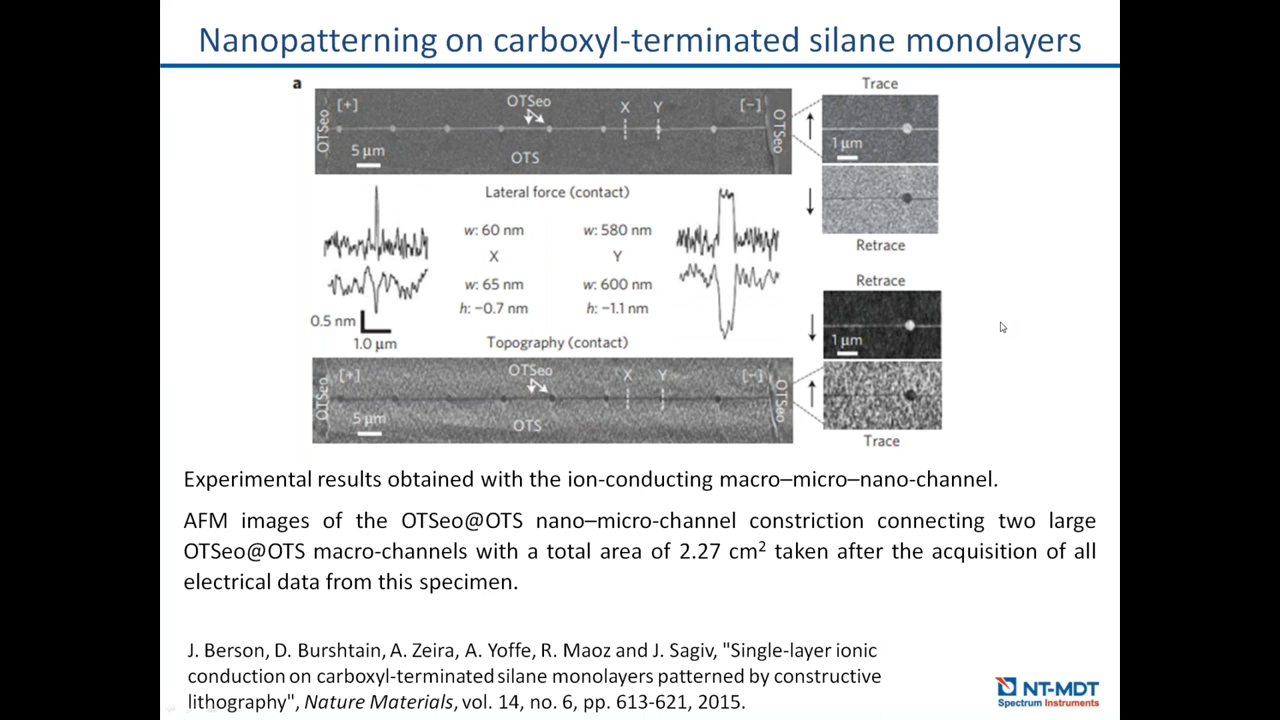 Nanopatterning on carboxyl-terminated silane monolayers
a
Trace
[+]
OTSeo
X
Y
[−]
OTSeo
OTSeo
5 µm
OTS
1 µm
Lateral force (contact)
w: 60 nm
w: 580 nm
X
Y
Retrace
w: 65 nm
w: 600 nm
Retrace
h: −0.7 nm
h: −1.1 nm
0.5 nm
1.0 µm
Topography (contact)
1 µm
[+]
OTSeo
X
Y
[−]
OTSeo
OTSeo
5 µm
OTS
Trace
Experimental results obtained with the ion-conducting macro–micro–nano-channel.
AFM images of the OTSeo@OTS nano–micro-channel constriction connecting two large
OTSeo@OTS macro-channels with a total area of 2.27 cm² taken after the acquisition of all
electrical data from this specimen.
J. Berson, D. Burshtain, A. Zeira, A. Yoffe, R. Maoz and J. Sagiv, "Single-layer ionic
conduction on carboxyl-terminated silane monolayers patterned by constructive
lithography", Nature Materials, vol. 14, no. 6, pp. 613-621, 2015.
NT-MDT
Spectrum Instruments